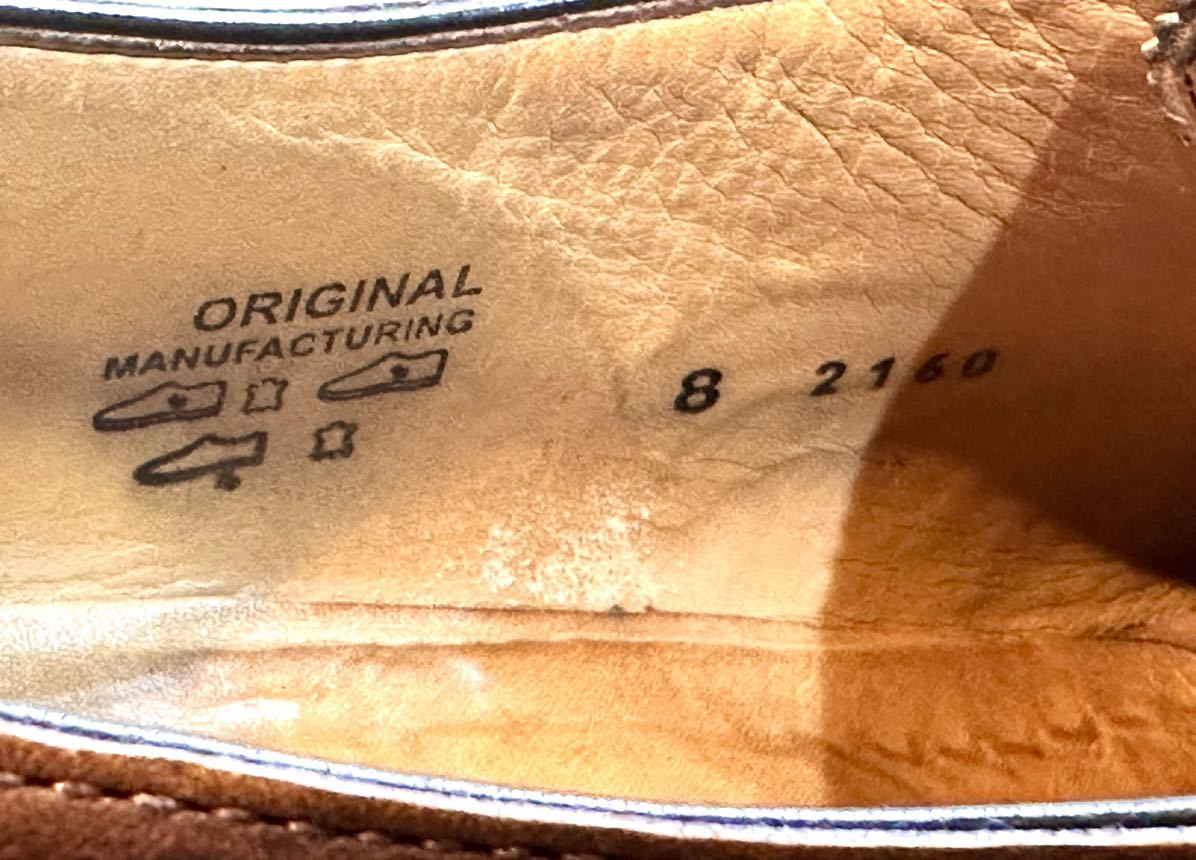 ORIGINAL
MANUFACTURING
8 2160